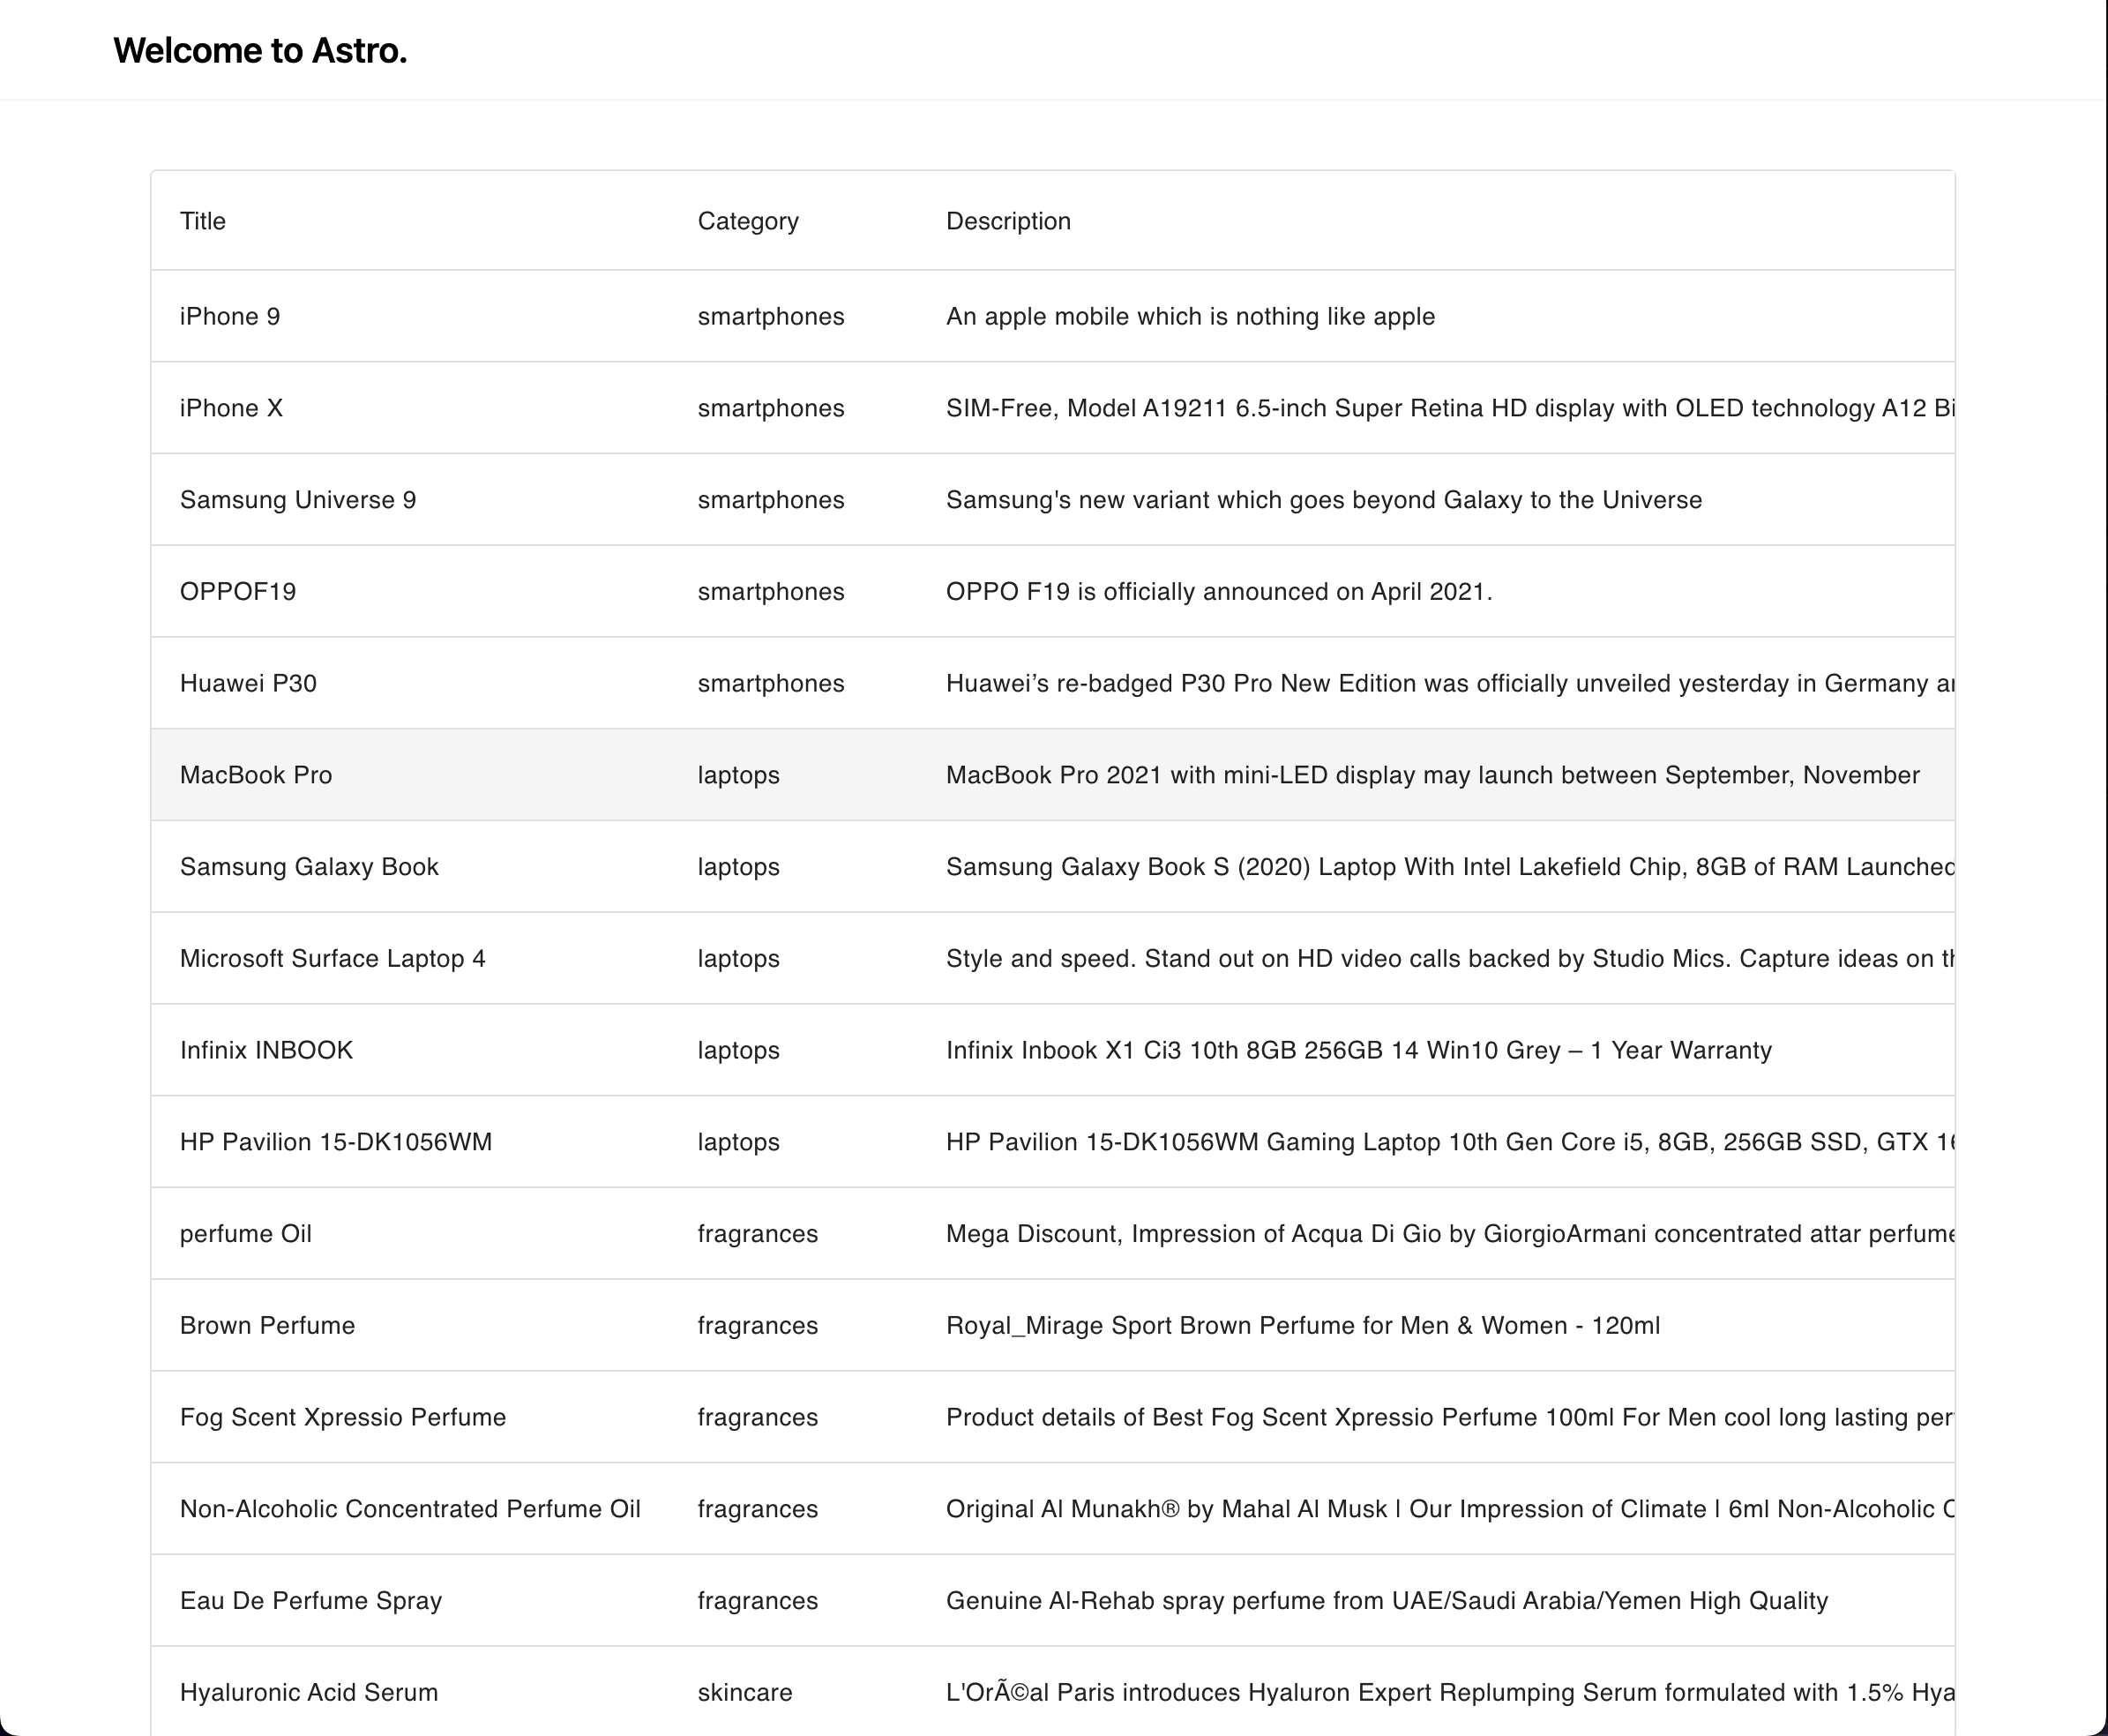 Welcome to Astro.
Title Category Description
iPhone 9 smartphones An apple mobile which is nothing like apple
iPhone X smartphones SIM-Free, Model A19211 6.5-inch Super Retina HD display with OLED technology A12 Bi
Samsung Universe 9 smartphones Samsung's new variant which goes beyond Galaxy to the Universe
OPPOF19 smartphones OPPO F19 is officially announced on April 2021.
Huawei P30 smartphones Huawei’s re-badged P30 Pro New Edition was officially unveiled yesterday in Germany
MacBook Pro laptops MacBook Pro 2021 with mini-LED display may launch between September, November
Samsung Galaxy Book laptops Samsung Galaxy Book S (2020) Laptop With Intel Lakefield Chip, 8GB of RAM Launched
Microsoft Surface Laptop 4 laptops Style and speed. Stand out on HD video calls backed by Studio Mics. Capture ideas on
Infinix INBOOK laptops Infinix Inbook X1 Ci3 10th 8GB 256GB 14 Win10 Grey – 1 Year Warranty
HP Pavilion 15-DK1056WM laptops HP Pavilion 15-DK1056WM Gaming Laptop 10th Gen Core i5, 8GB, 256GB SSD, GTX
perfume Oil fragrances Mega Discount, Impression of Acqua Di Gio by GiorgioArmani concentrated attar perfume
Brown Perfume fragrances Royal_Mirage Sport Brown Perfume for Men & Women - 120ml
Fog Scent Xpressio Perfume fragrances Product details of Best Fog Scent Xpressio Perfume 100ml For Men cool long lasting
Non-Alcoholic Concentrated Perfume Oil fragrances Original Al Munakh® by Mahal Al Musk | Our Impression of Climate | 6ml Non-Alcoholic
Eau De Perfume Spray fragrances Genuine Al-Rehab spray perfume from UAE/Saudi Arabia/Yemen High Quality
Hyaluronic Acid Serum skincare L'OrÃ©al Paris introduces Hyaluron Expert Replumping Serum formulated with 1.5% Hya